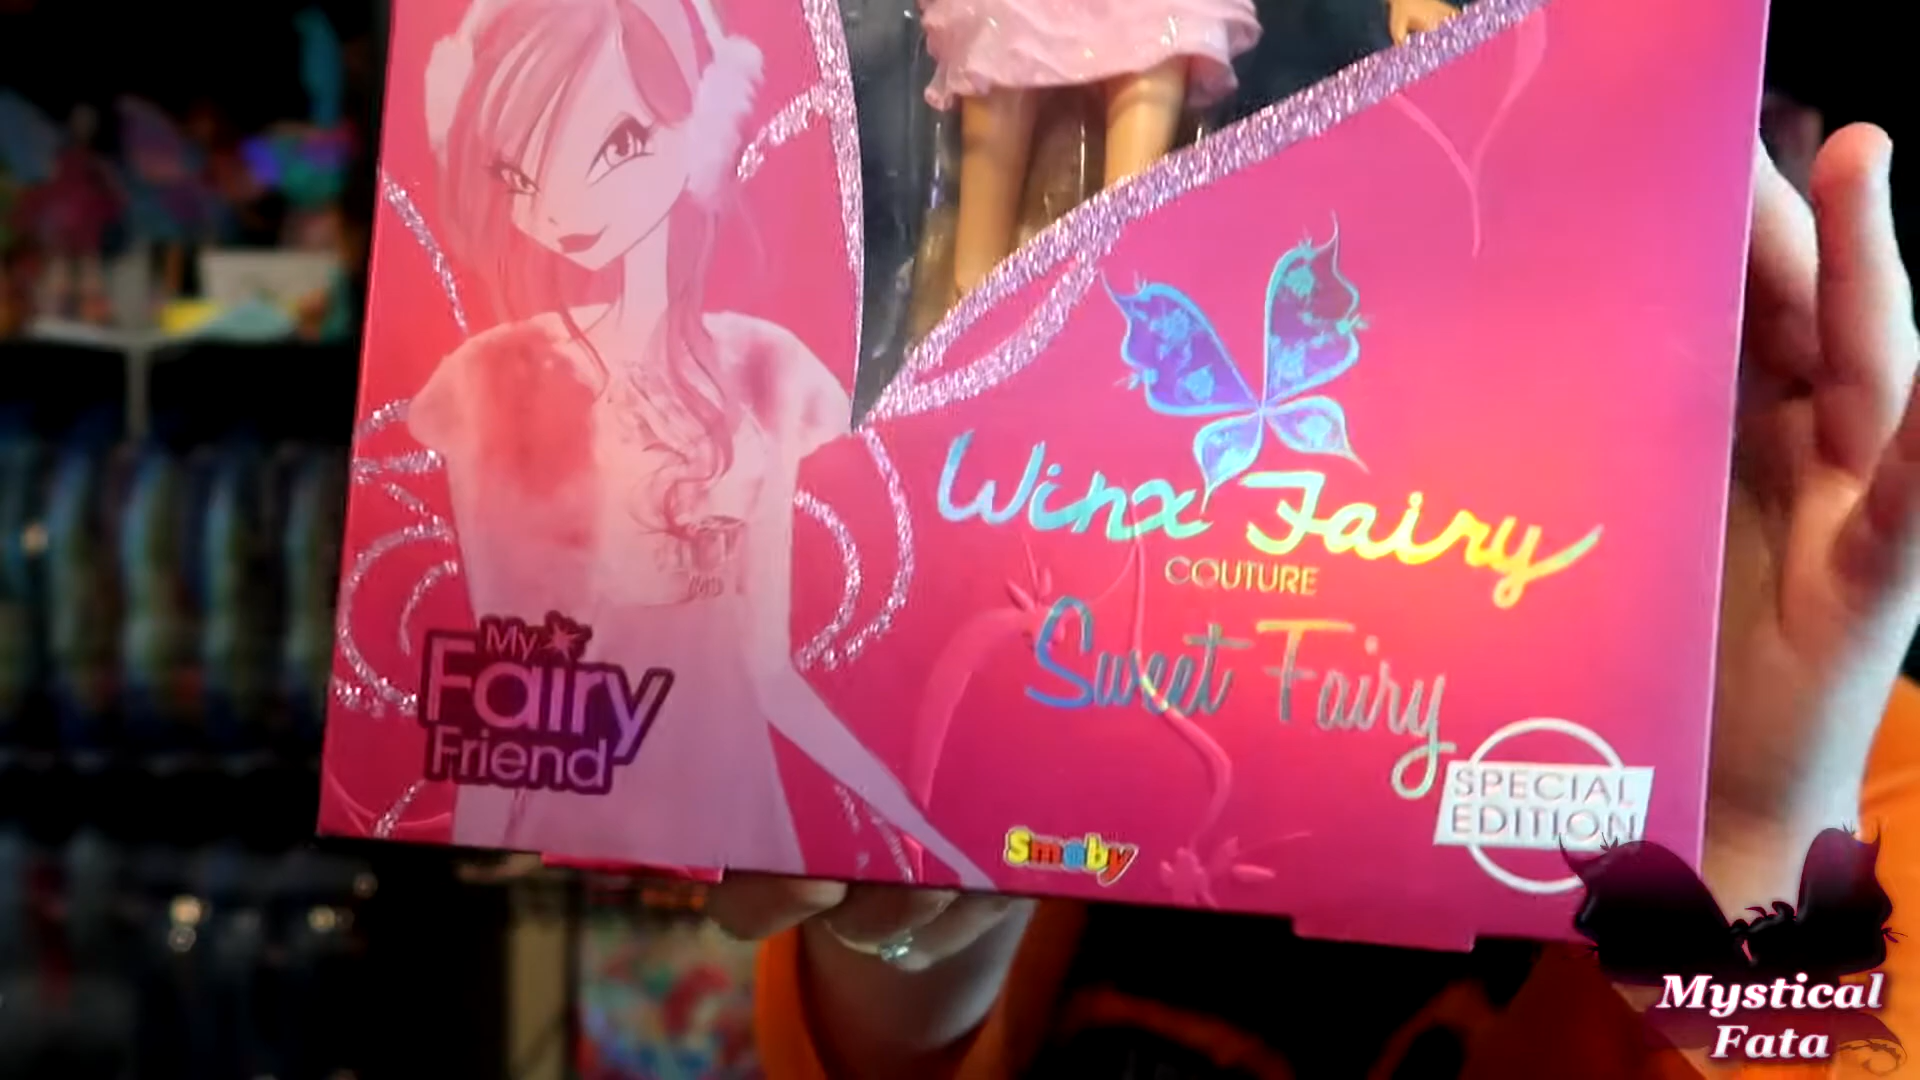 My
Fairy
Friend
Winx Fairy
COUTURE
Sweet Fairy
SPECIAL
EDITION
Smoby
Mystical
Fata